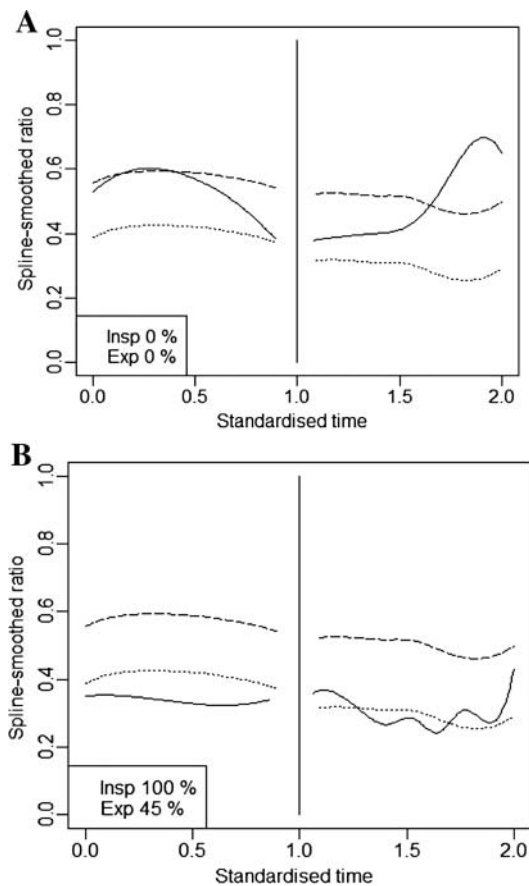 A
Spline-smoothed ratio
1.0
0.8
0.6
0.4
0.2
0.0
Insp 0 %
Exp 0 %
0.0 0.5 1.0 1.5 2.0
Standardised time
B
Spline-smoothed ratio
1.0
0.8
0.6
0.4
0.2
0.0
Insp 100 %
Exp 45 %
0.0 0.5 1.0 1.5 2.0
Standardised time